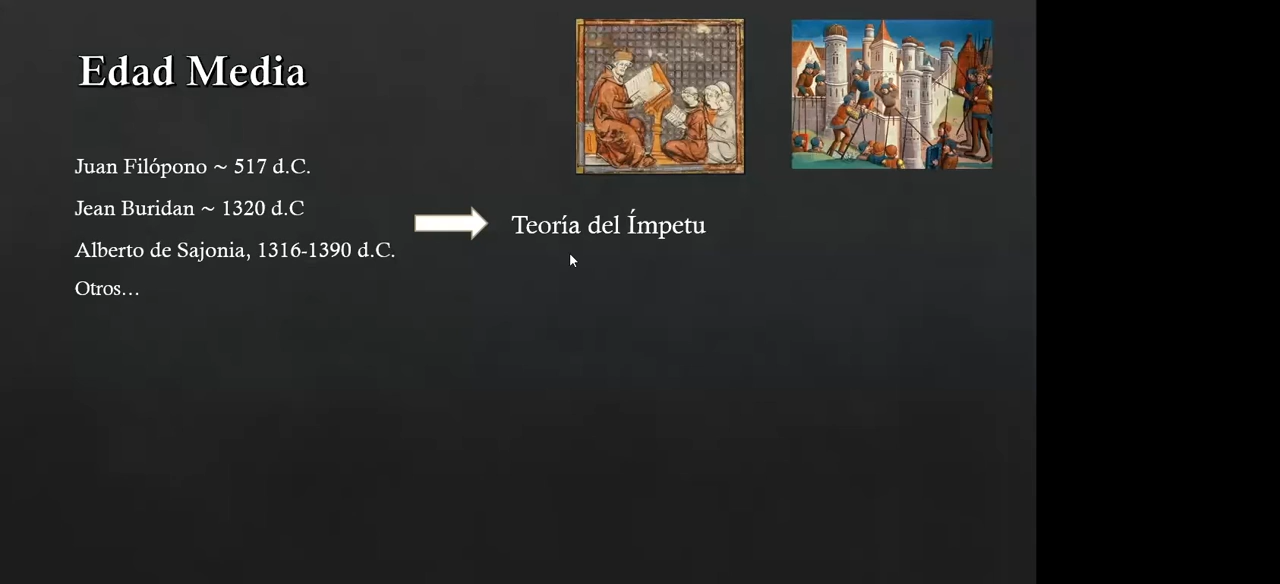 Edad Media
Juan Filópono ~ 517 d.C.
Jean Buridan ~ 1320 d.C
Alberto de Sajonia, 1316-1390 d.C.
Otros…
Teoría del Ímpetu